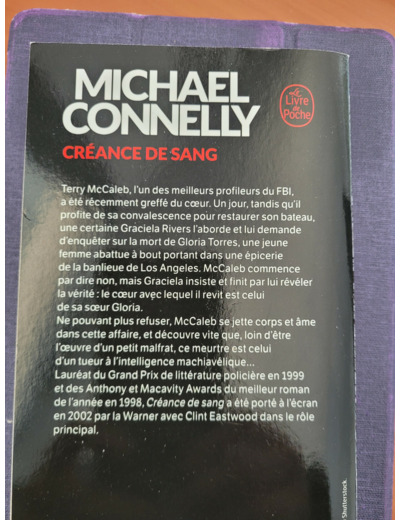 MICHAEL
CONNELLY
Le
Livre
de
Poche
CRÉANCE DE SANG
Terry McCaleb, l'un des meilleurs profileurs du FBI,
a été récemment greffé du cœur. Un jour, tandis qu'il
profite de sa convalescence pour restaurer son bateau,
une certaine Graciela Rivers l'aborde et lui demande
d'enquêter sur la mort de Gloria Torres, une jeune
femme abattue à bout portant dans une épicerie
de la banlieue de Los Angeles. McCaleb commence
par dire non, mais Graciela insiste et finit par lui révéler
la vérité : le cœur avec lequel il revit est celui
de sa sœur Gloria.
Ne pouvant plus refuser, McCaleb se jette corps et âme
dans cette affaire, et découvre vite que, loin d'être
l'œuvre d'un petit malfrat, ce meurtre est celui
d'un tueur à l'intelligence machiavélique...
Lauréat du Grand Prix de littérature policière en 1999
et des Anthony et Macavity Awards du meilleur roman
de l'année en 1998, Créance de sang a été porté à l'écran
en 2002 par la Warner avec Clint Eastwood dans le rôle
principal.
Shutterstock.